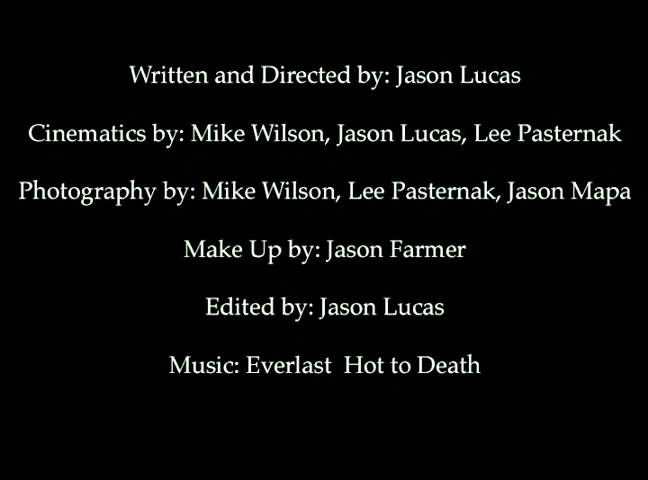 Written and Directed by: Jason Lucas
Cinematics by: Mike Wilson, Jason Lucas, Lee Pasternak
Photography by: Mike Wilson, Lee Pasternak, Jason Mapa
Make Up by: Jason Farmer
Edited by: Jason Lucas
Music: Everlast  Hot to Death